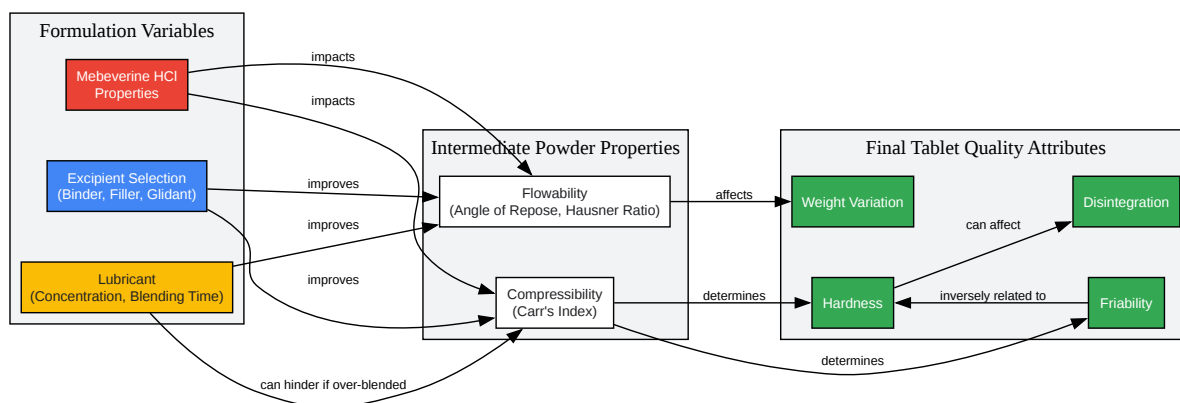 Formulation Variables
Mebeverine HCl
Properties
Excipient Selection
(Binder, Filler, Glidant)
Lubricant
(Concentration, Blending Time)
impacts
impacts
improves
improves
improves
can hinder if over-blended
Intermediate Powder Properties
Flowability
(Angle of Repose, Hausner Ratio)
Compressibility
(Carr's Index)
affects
determines
determines
Final Tablet Quality Attributes
Weight Variation
Disintegration
can affect
Hardness
inversely related to
Friability